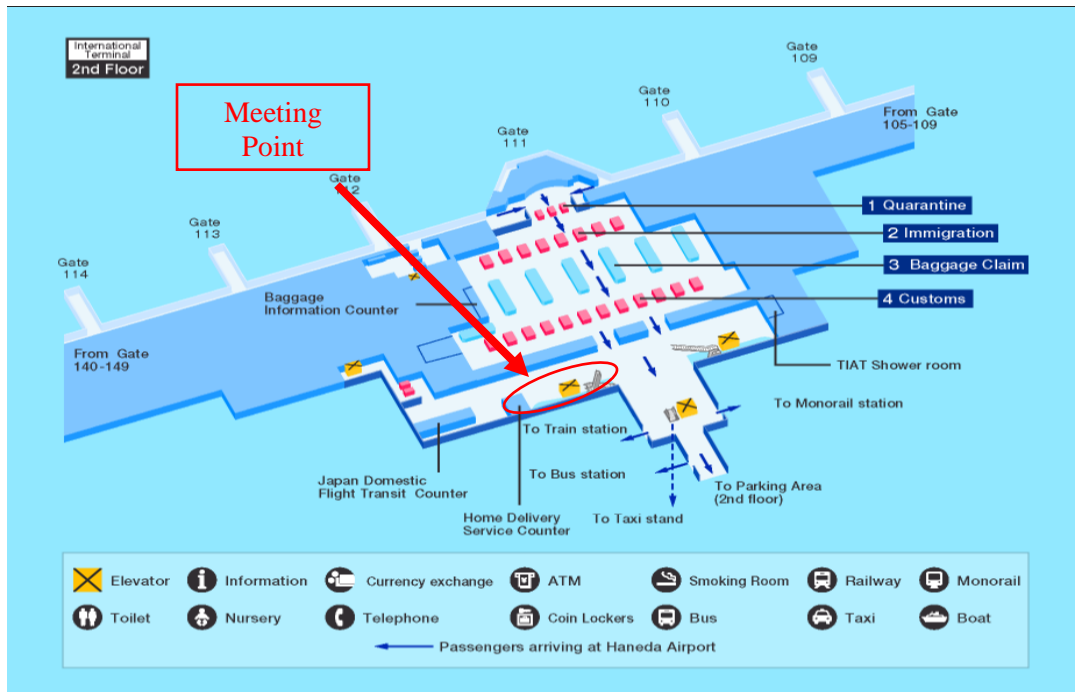 International
Terminal
2nd Floor
Meeting
Point
Gate
109
Gate
110
From Gate
105-109
Gate
111
Gate
112
Gate
113
Gate
114
1 Quarantine
2 Immigration
3 Baggage Claim
4 Customs
Baggage
Information Counter
From Gate
140-149
TIAT Shower room
To Monorail station
To Train station
To Bus station
Japan Domestic
Flight Transit Counter
To Parking Area
(2nd floor)
Home Delivery
Service Counter
To Taxi stand
Elevator
Information
Currency exchange
ATM
Smoking Room
Railway
Monorail
Toilet
Nursery
Telephone
Coin Lockers
Bus
Taxi
Boat
Passengers arriving at Haneda Airport